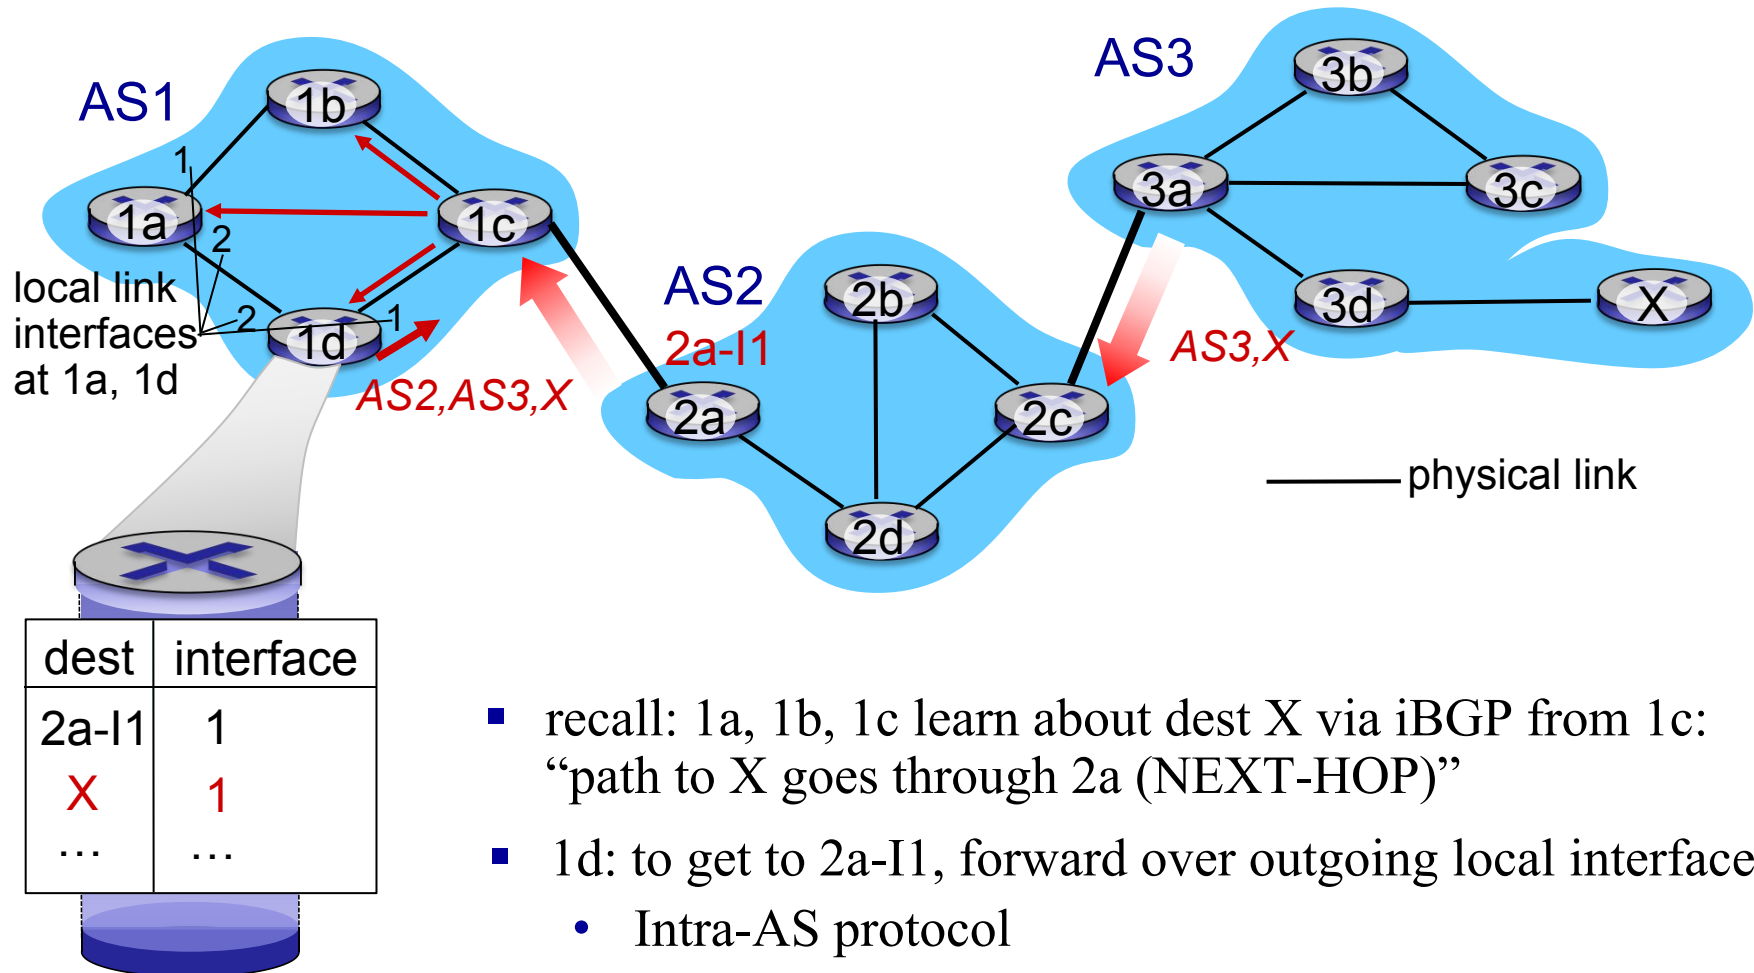 AS1
1b
1
1a
1c
2
local link
interfaces
at 1a, 1d
2
1
1d
AS2,AS3,X
AS2
2a-I1
2b
2a
2c
2d
AS3
3b
3a
3c
3d
X
AS3,X
physical link
dest interface
2a-I1 1
X 1
... ...
recall: 1a, 1b, 1c learn about dest X via iBGP from 1c:
“path to X goes through 2a (NEXT-HOP)”
1d: to get to 2a-I1, forward over outgoing local interface
Intra-AS protocol